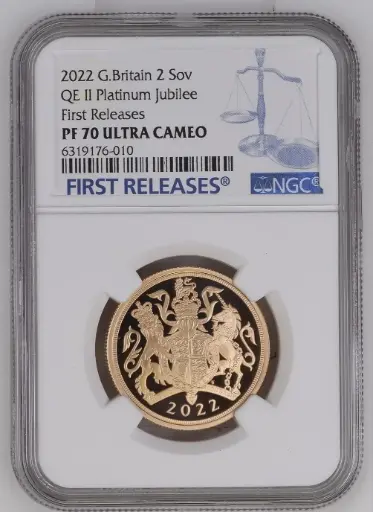 2022 G.Britain 2 Sov
QE II Platinum Jubilee
First Releases
PF 70 ULTRA CAMEO
6319176-010
FIRST RELEASES®
NGC®
2022